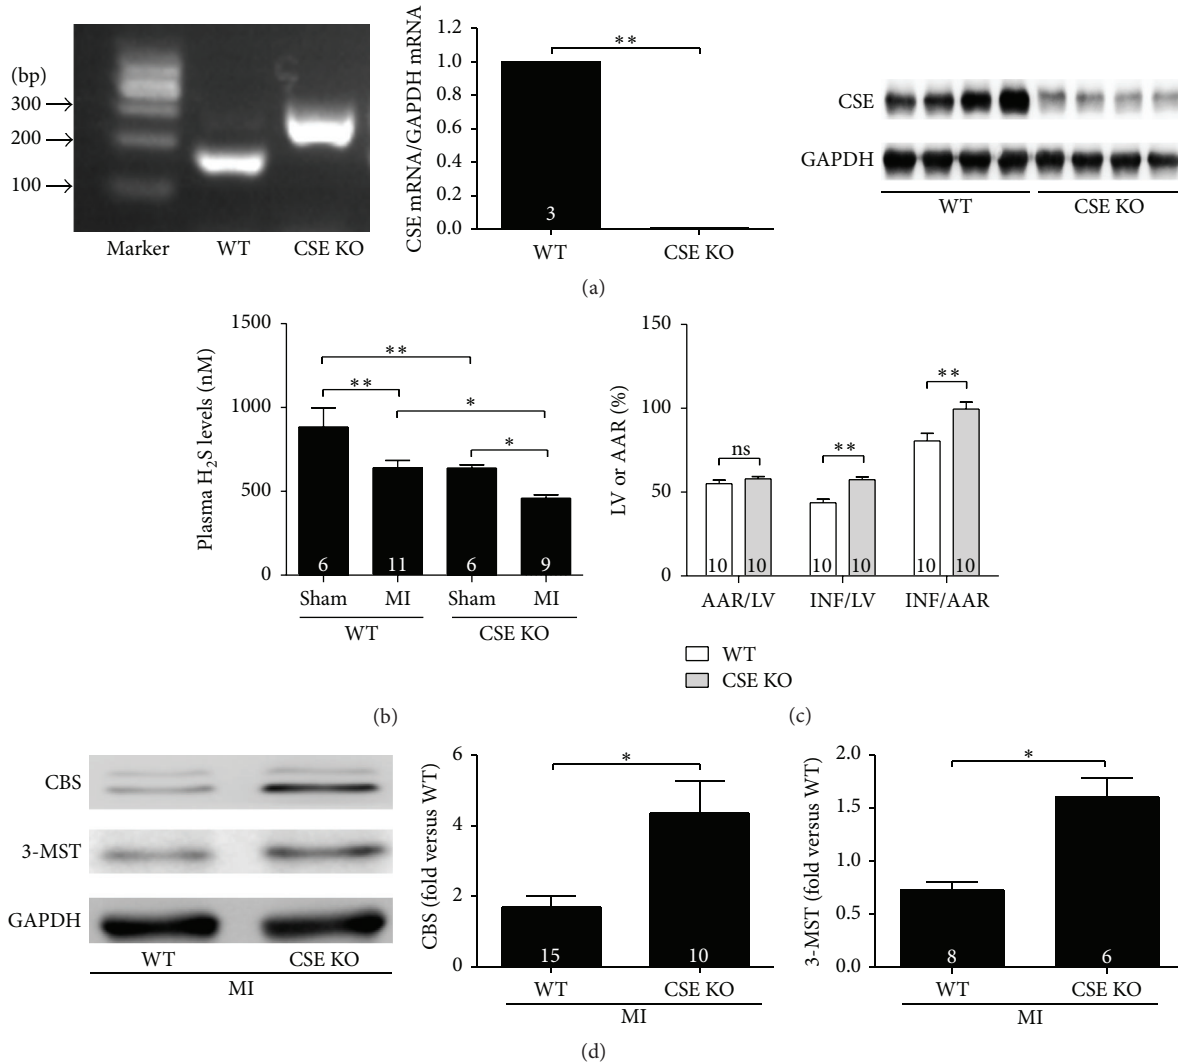 (bp)
300
200
100
Marker
WT
CSE KO
CSE mRNA/GAPDH mRNA
1.2
1.0
0.8
0.6
0.4
0.2
0.0
**
3
WT
CSE KO
CSE
GAPDH
WT
CSE KO
(a)
Plasma H₂S levels (nM)
1500
1000
500
0
**
**
*
*
6
11
6
9
Sham
MI
Sham
MI
WT
CSE KO
(b)
LV or AAR (%)
150
100
50
0
ns
**
**
10
10
10
10
10
10
AAR/LV
INF/LV
INF/AAR
WT
CSE KO
(c)
CBS
3-MST
GAPDH
WT
CSE KO
MI
CBS (fold versus WT)
6
4
2
0
*
15
10
WT
CSE KO
MI
3-MST (fold versus WT)
2.0
1.5
1.0
0.5
0.0
*
8
6
WT
CSE KO
MI
(d)